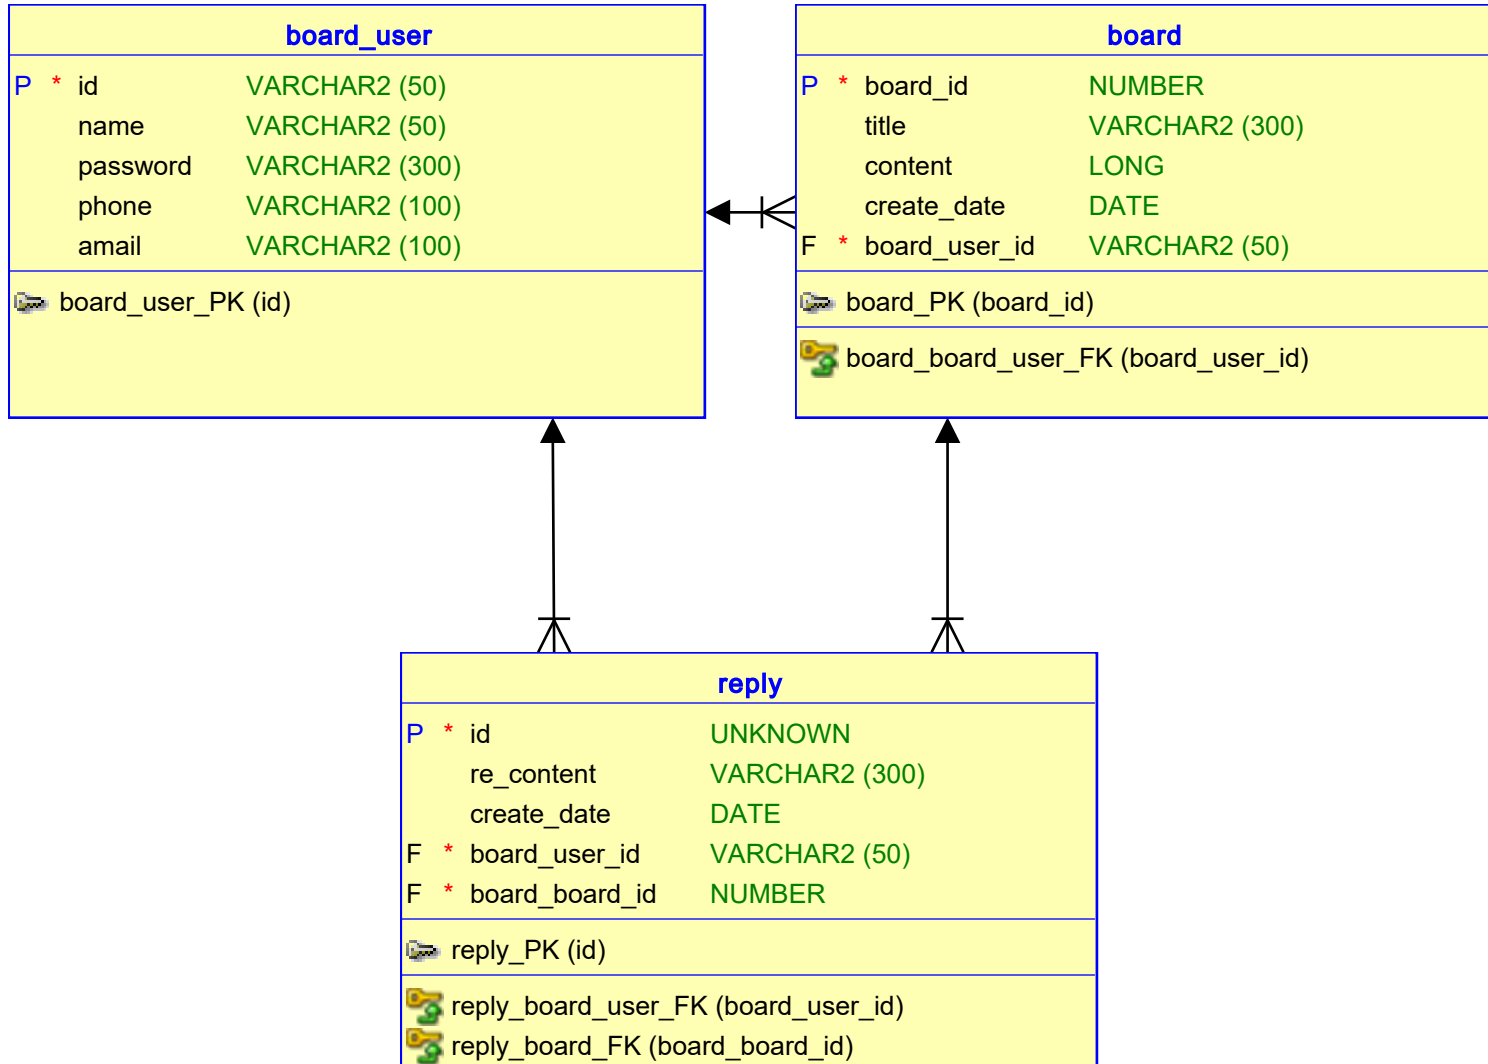 board_user
P * id VARCHAR2 (50)
name VARCHAR2 (50)
password VARCHAR2 (300)
phone VARCHAR2 (100)
amail VARCHAR2 (100)
board_user_PK (id)
board
P * board_id NUMBER
title VARCHAR2 (300)
content LONG
create_date DATE
F * board_user_id VARCHAR2 (50)
board_PK (board_id)
board_board_user_FK (board_user_id)
reply
P * id UNKNOWN
re_content VARCHAR2 (300)
create_date DATE
F * board_user_id VARCHAR2 (50)
F * board_board_id NUMBER
reply_PK (id)
reply_board_user_FK (board_user_id)
reply_board_FK (board_board_id)